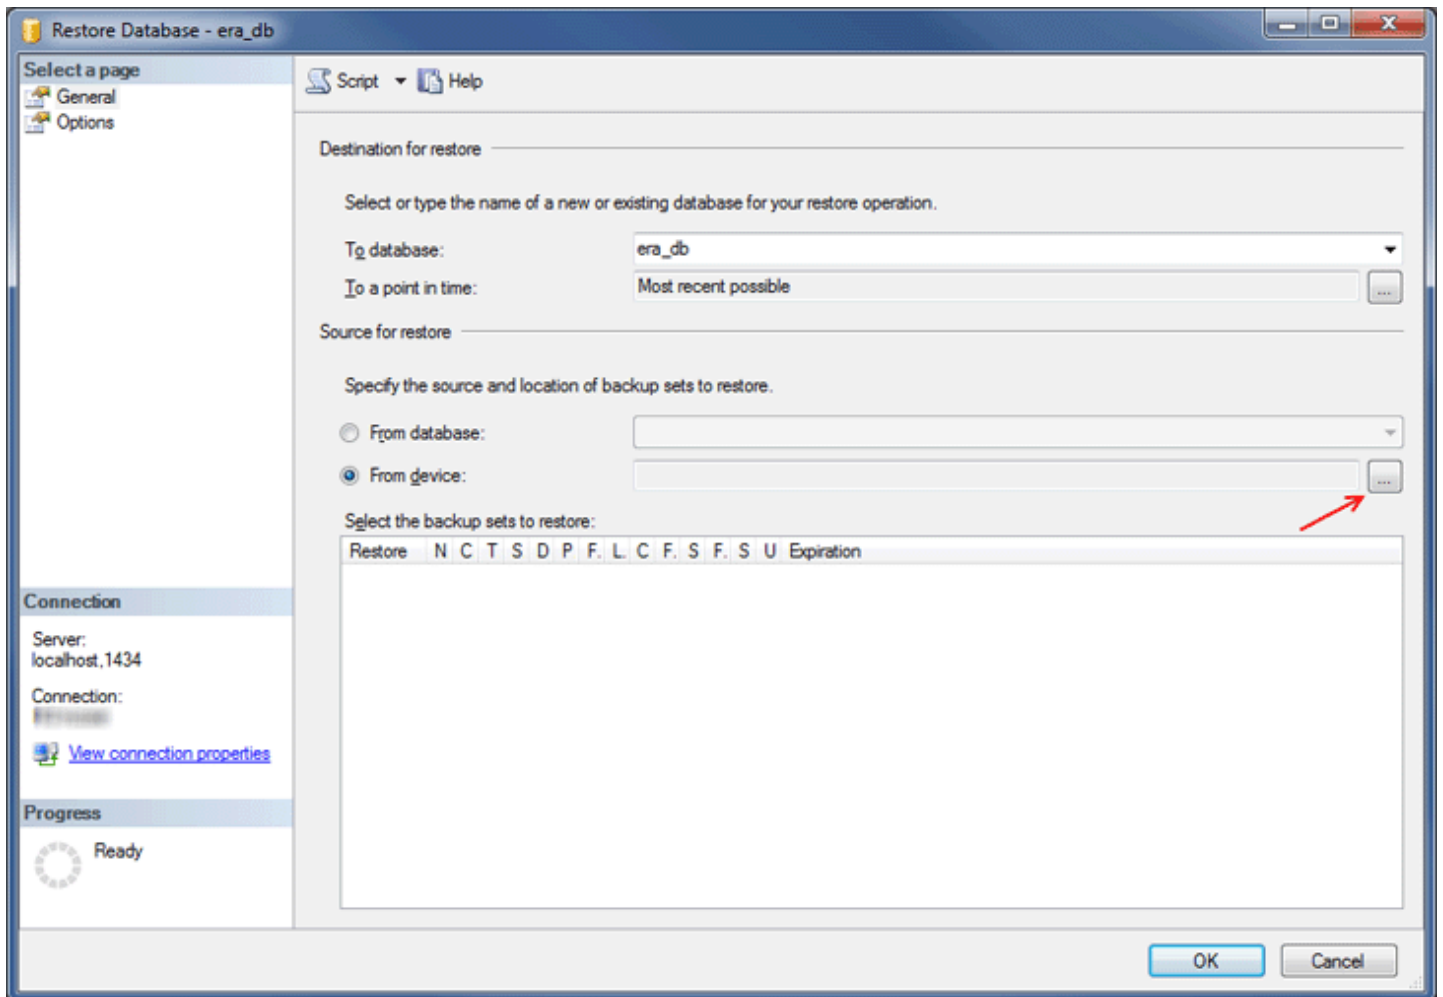 Restore Database - era_db
Select a page
General
Options
Script Help
Destination for restore
Select or type the name of a new or existing database for your restore operation.
To database: era_db
To a point in time: Most recent possible ...
Source for restore
Specify the source and location of backup sets to restore.
From database:
From device: ...
Select the backup sets to restore:
Restore N C T S D P F. L. C F. S F. S U Expiration
Connection
Server:
localhost,1434
Connection:
View connection properties
Progress
Ready
OK Cancel